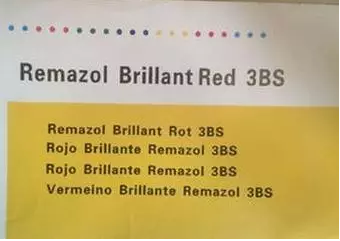 Remazol Brillant Red 3BS
Remazol Brillant Rot 3BS
Rojo Brillante Remazol 3BS
Rojo Brillante Remazol 3BS
Vermeino Brillante Remazol 3BS